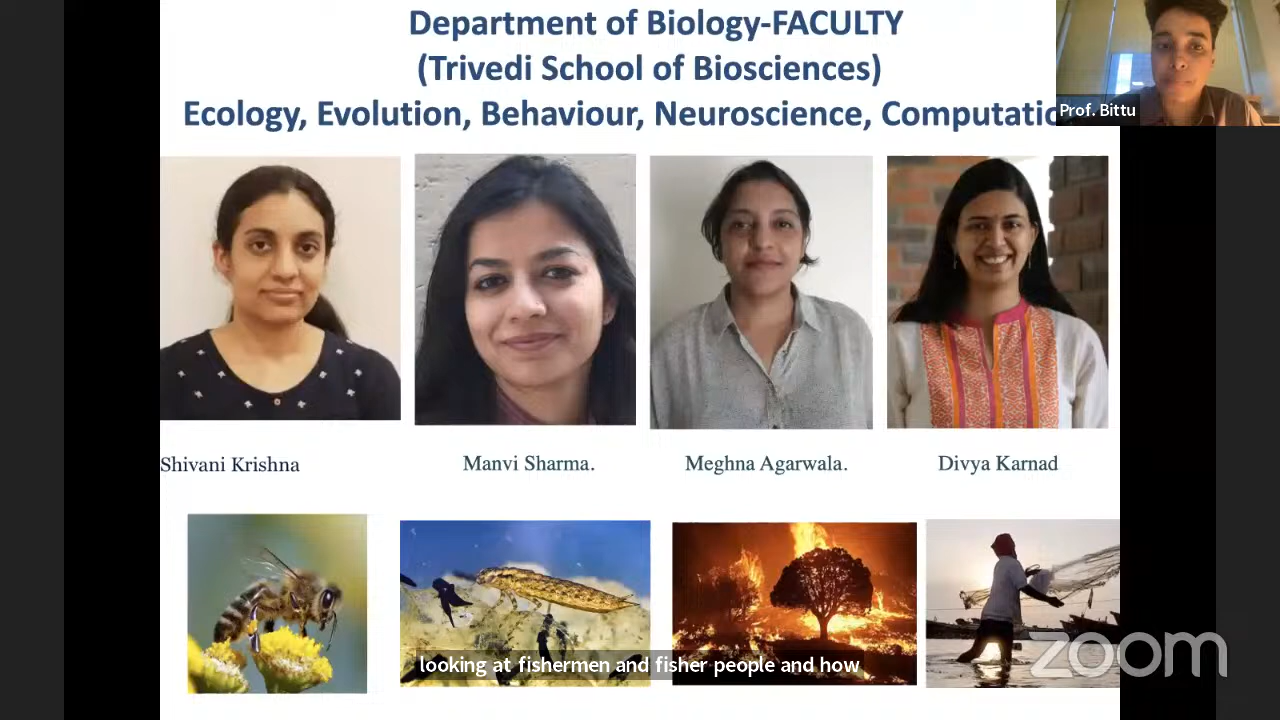 Department of Biology-FACULTY
(Trivedi School of Biosciences)
Ecology, Evolution, Behaviour, Neuroscience, Computatio
Prof. Bittu
Shivani Krishna
Manvi Sharma.
Meghna Agarwala.
Divya Karnad
looking at fishermen and fisher people and how
zoom